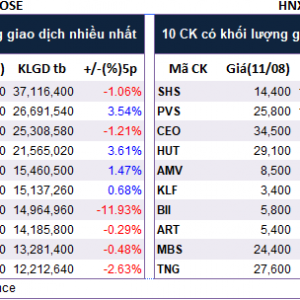 OSE HNX
g giao dịch nhiều nhất 10 CK có khối lượng g
) KLGD tb +/-(%)5p Mã CK Giá(11/08)
0 37,116,400 -1.06% SHS 14,400
0 26,691,540 3.54% PVS 25,800
0 25,308,580 -1.21% CEO 34,500
0 21,565,020 3.61% HUT 29,100
0 15,460,500 1.47% AMV 8,500
0 15,137,260 0.68% KLF 3,400
0 14,964,960 -11.93% BII 5,800
0 14,185,800 -0.29% ART 5,400
0 13,281,480 -0.48% MBS 24,400
0 12,212,640 -2.63% TNG 27,600
nce